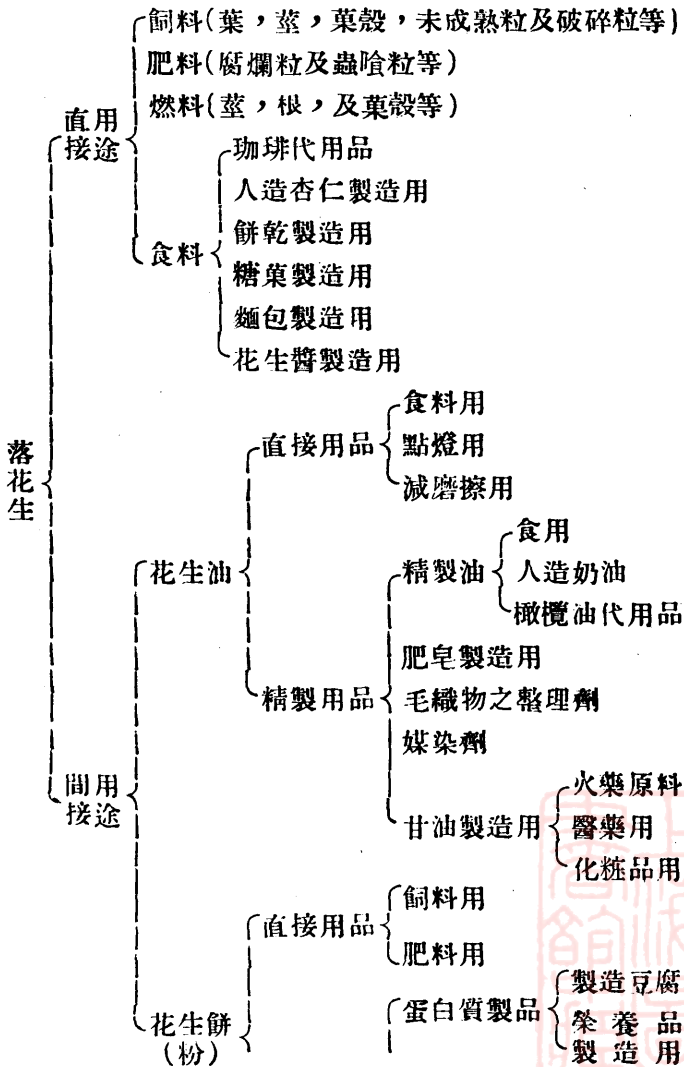 飼料(葉，莖，菓殼，未成熟粒及破碎粒等)
肥料(腐爛粒及蟲喰粒等)
燃料(莖，根，及菓殼等)
直接用途
珈琲代用品
人造杏仁製造用
餅乾製造用
食料
糖菓製造用
麵包製造用
花生醬製造用
食料用
落花生
直接用品
點燈用
減磨擦用
食用
花生油
精製油
人造奶油
橄欖油代用品
肥皂製造用
精製用品
毛織物之整理劑
媒染劑
間接用途
火藥原料
甘油製造用
醫藥用
化粧品用
飼料用
直接用品
肥料用
製造豆腐
蛋白質製品
花生餅
(粉)
榮養品
製造用